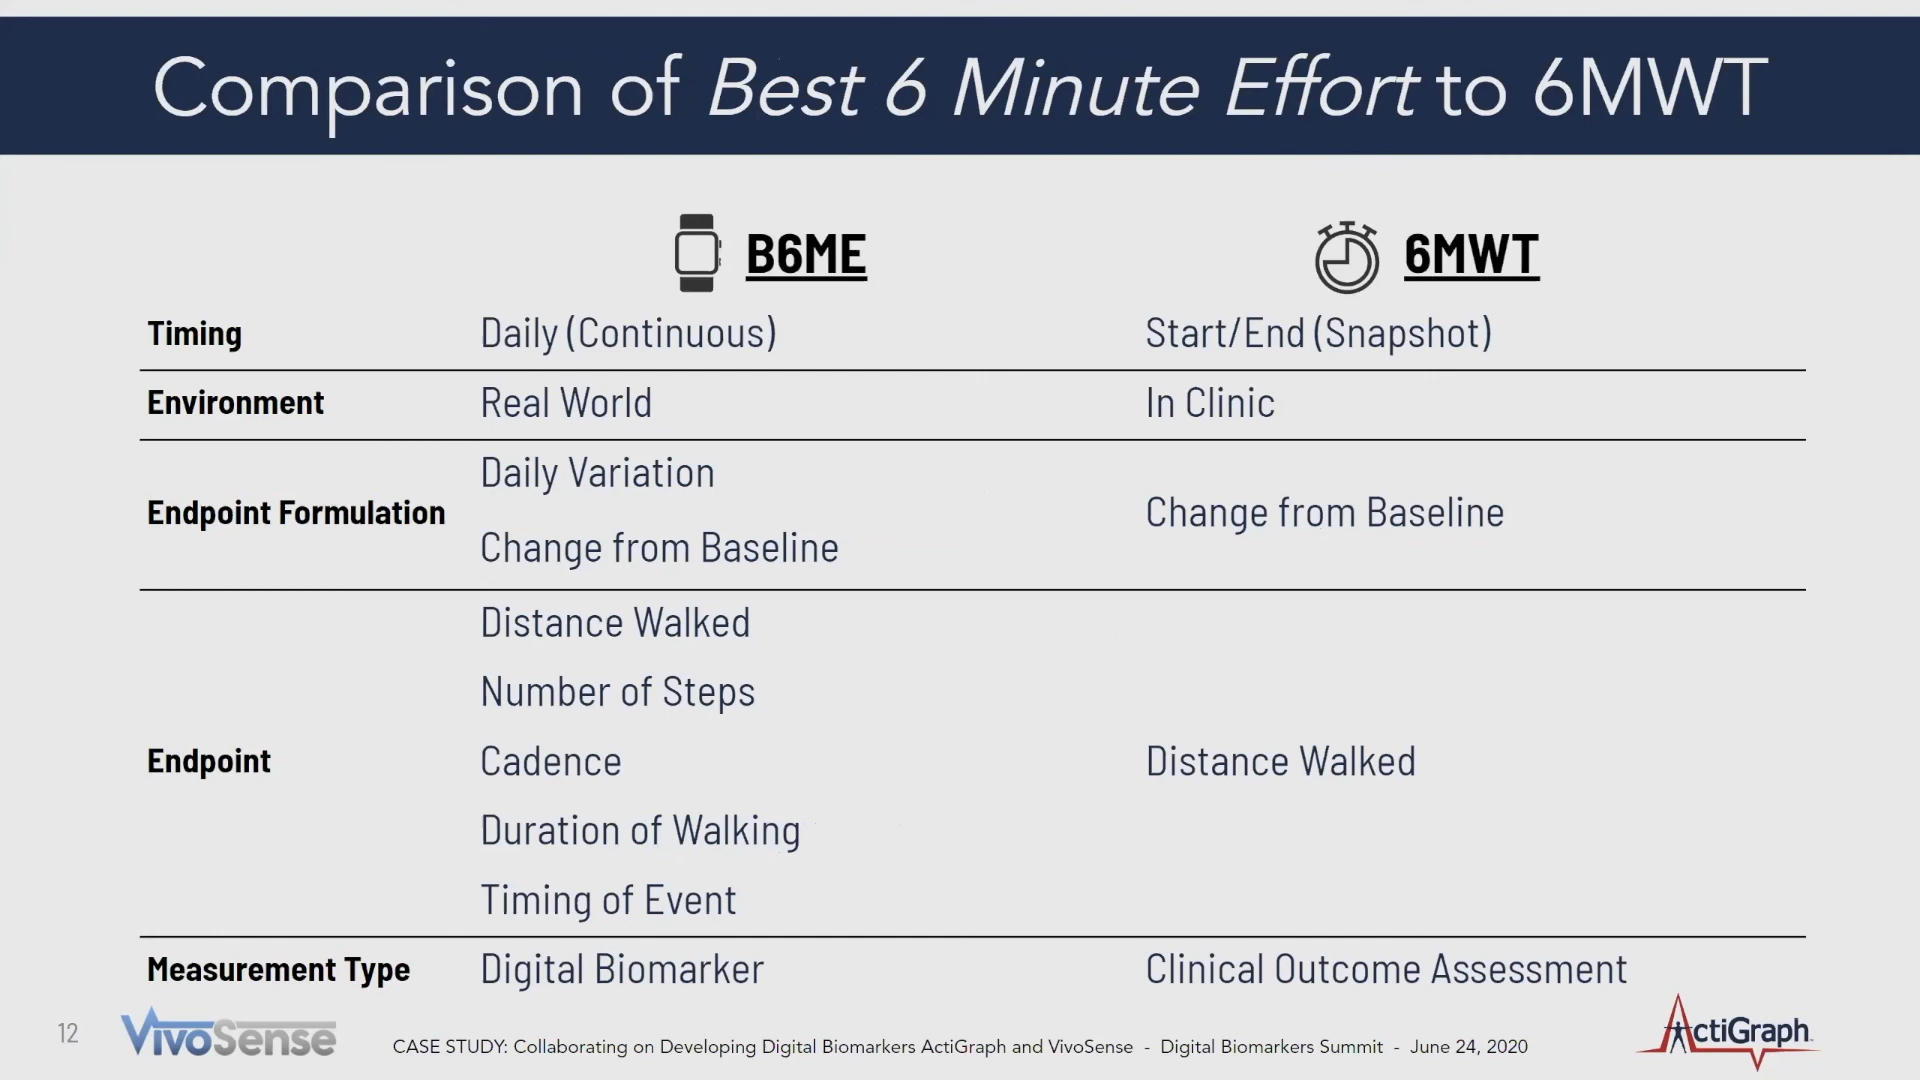 Comparison of Best 6 Minute Effort to 6MWT
B6ME 6MWT
Timing Daily (Continuous) Start/End (Snapshot)
Environment Real World In Clinic
Daily Variation
Endpoint Formulation Change from Baseline
Change from Baseline
Distance Walked
Number of Steps
Endpoint Cadence Distance Walked
Duration of Walking
Timing of Event
Measurement Type Digital Biomarker Clinical Outcome Assessment
12 VivoSense CASE STUDY: Collaborating on Developing Digital Biomarkers ActiGraph and VivoSense - Digital Biomarkers Summit - June 24, 2020 ActiGraph